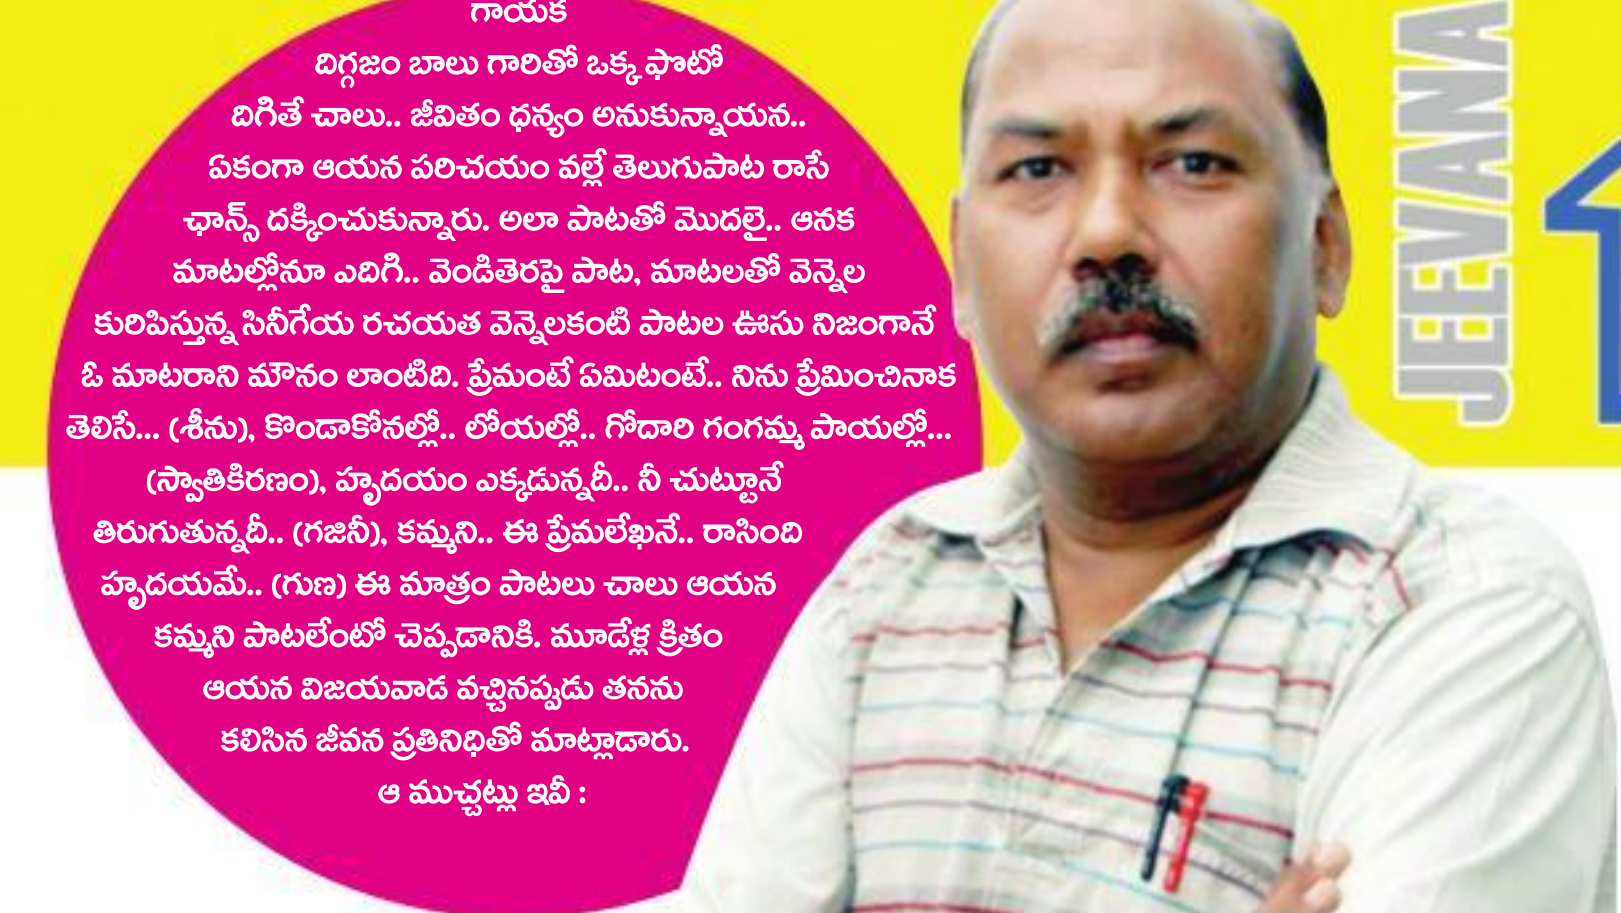 గాయక
దిగ్గజం బాలు గారితో ఒక్క ఫొటో
దిగితే చాలు.. జీవితం ధన్యం అనుకున్నాయన..
ఏకంగా ఆయన పరిచయం వల్లే తెలుగుపాట రాసే
ఛాన్స్ దక్కించుకున్నారు. అలా పాటతో మొదలై.. ఆనక
మాటల్లోనూ ఎదిగి.. వెండితెరపై పాట, మాటలతో వెన్నెల
కురిపిస్తున్న సినీగేయ రచయత వెన్నెలకంటి పాటల ఊసు నిజంగానే
ఓ మాటరాని మౌనం లాంటిది. ప్రేమంటే ఏమిటంటే.. నిను ప్రేమించినాక
తెలిసే... (శీను), కొండాకోనల్లో.. లోయల్లో.. గోదారి గంగమ్మ పాయల్లో...
(స్వాతికిరణం), హృదయం ఎక్కడున్నదీ.. నీ చుట్టూనే
తిరుగుతున్నదీ.. (గజినీ), కమ్మని.. ఈ ప్రేమలేఖనే.. రాసింది
హృదయమే.. (గుణ) ఈ మాత్రం పాటలు చాలు ఆయన
కమ్మని పాటలేంటో చెప్పడానికి. మూడేళ్ల క్రితం
ఆయన విజయవాడ వచ్చినప్పుడు తనను
కలిసిన జీవన ప్రతినిధితో మాట్లాడారు.
ఆ ముచ్చట్లు ఇవీ :
JEEVANA